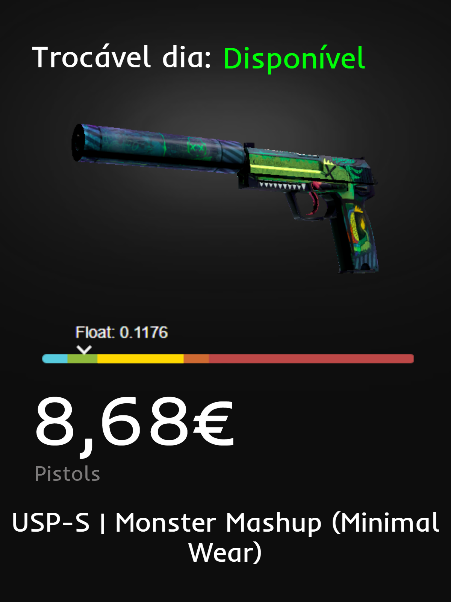 Trocável dia: Disponível
Float: 0.1176
8,68€
Pistols
USP-S | Monster Mashup (Minimal
Wear)